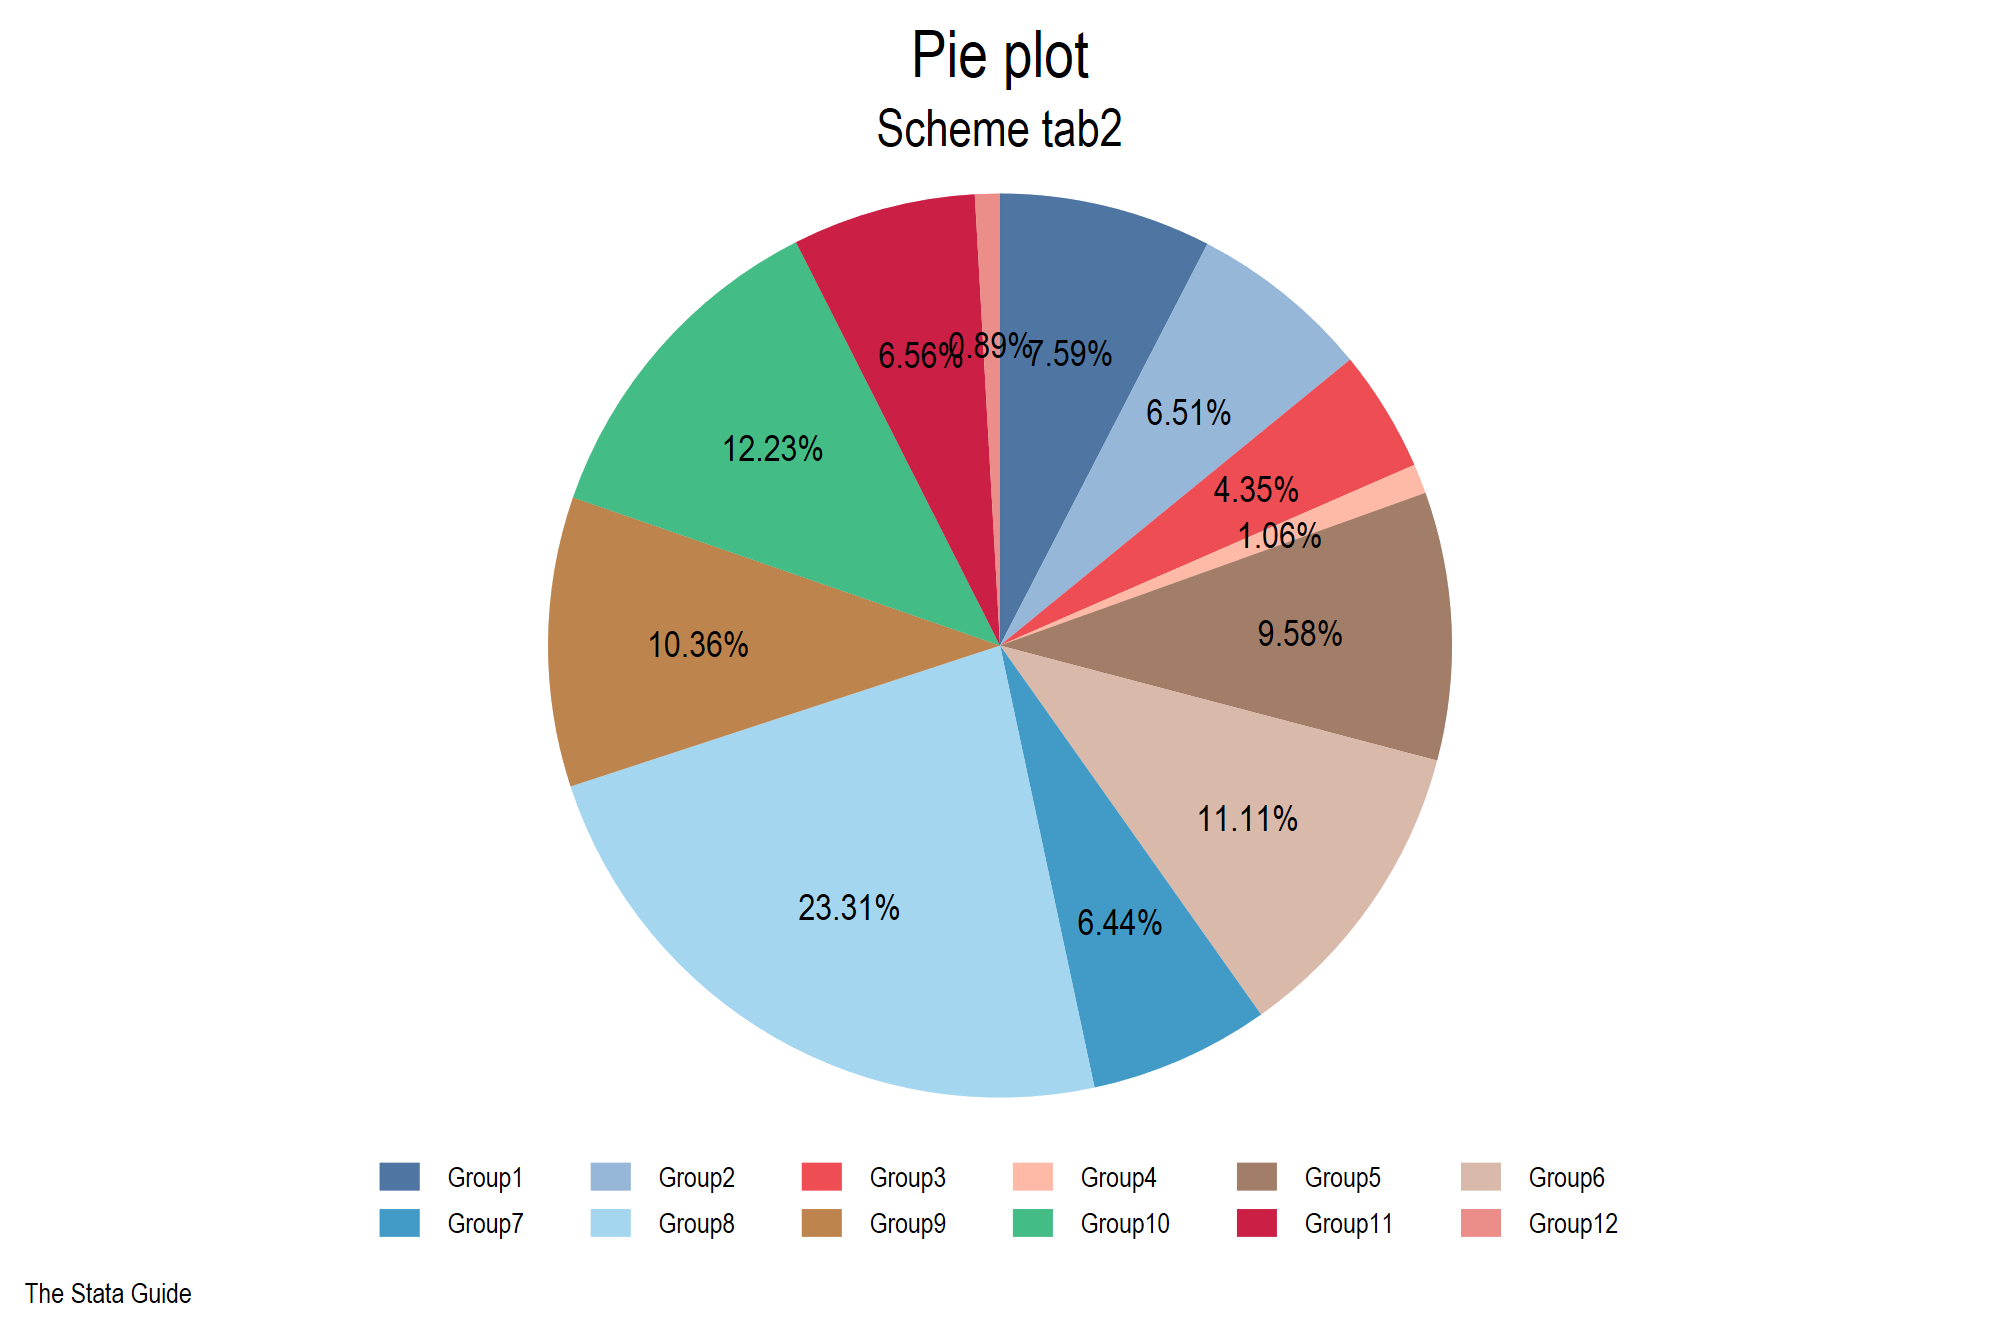 Pie plot
Scheme tab2
6.56%
0.89%
7.59%
6.51%
12.23%
4.35%
1.06%
9.58%
10.36%
11.11%
23.31%
6.44%
Group1 Group2 Group3 Group4 Group5 Group6
Group7 Group8 Group9 Group10 Group11 Group12
The Stata Guide